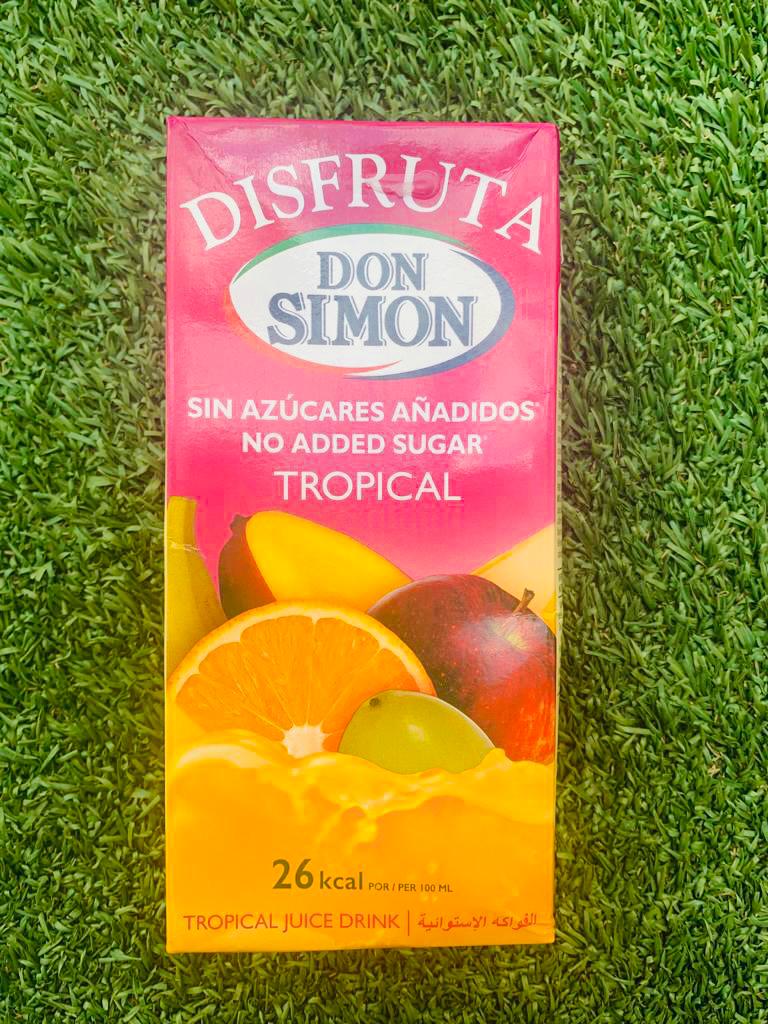 DISFRUTA
DON
SIMON
SIN AZÚCARES AÑADIDOS
NO ADDED SUGAR
TROPICAL
26 kcal POR / PER 100 ML
TROPICAL JUICE DRINK | الفواكه الإستوائية